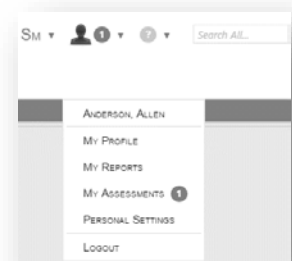 SM 1 ? Search All...
ANDERSON, ALLEN
MY PROFILE
MY REPORTS
MY ASSESSMENTS 1
PERSONAL SETTINGS
LOGOUT